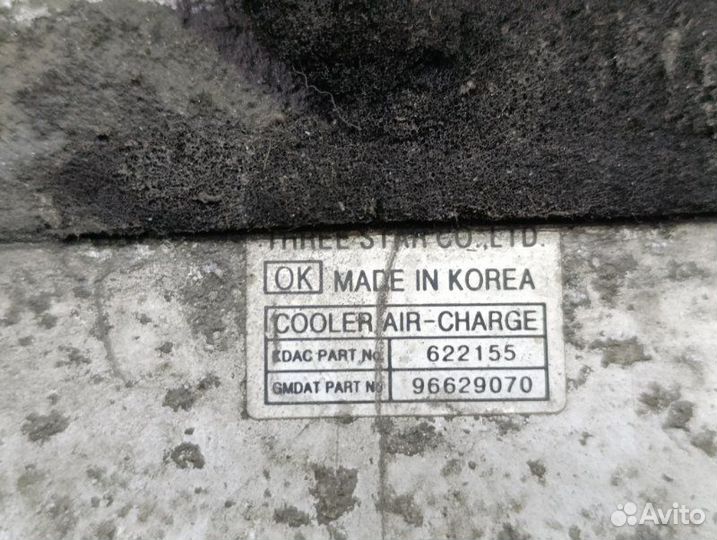 THREE STAR CO.,LTD.
OK MADE IN KOREA
COOLER AIR-CHARGE
KDAC PART No 622155
GMDAT PART No 96629070
Avito